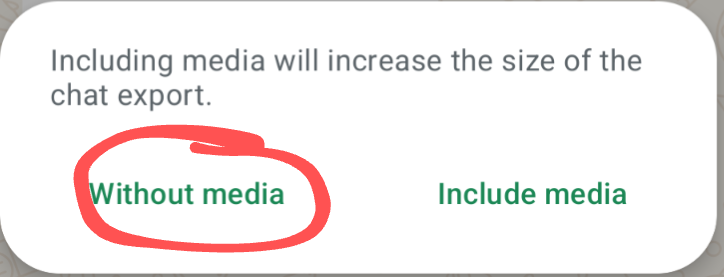 Including media will increase the size of the
chat export.
Without media Include media